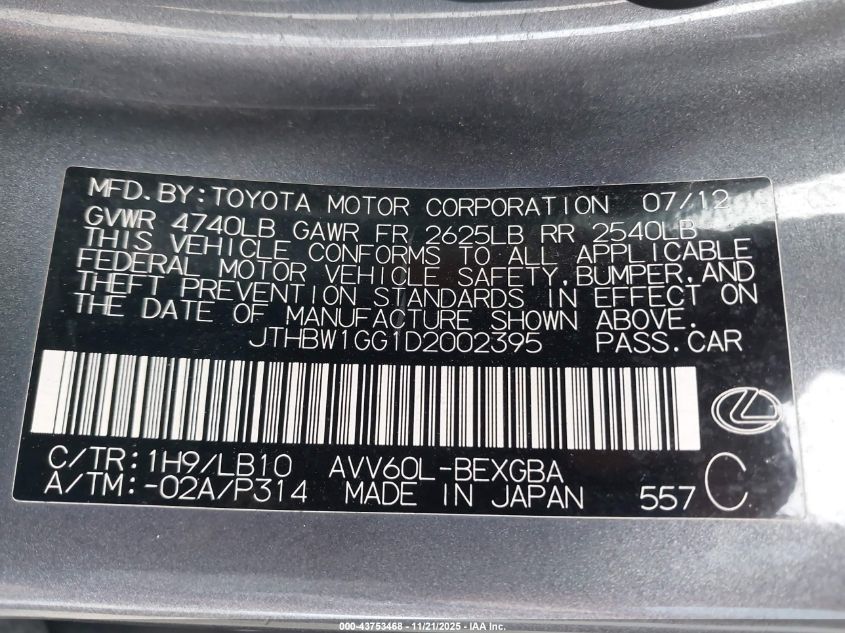 MFD. BY: TOYOTA MOTOR CORPORATION 07/12
GVWR 4740LB GAWR FR 2625LB RR 2540LB
THIS VEHICLE CONFORMS TO ALL APPLICABLE
FEDERAL MOTOR VEHICLE SAFETY, BUMPER, AND
THEFT PREVENTION STANDARDS IN EFFECT ON
THE DATE OF MANUFACTURE SHOWN ABOVE.
JTHBW1GG1D2002395 PASS. CAR
C/TR: 1H9/LB10 AVV60L-BEXGBA
A/TM: -02A/P314 MADE IN JAPAN 557 C
000-43753468 - 11/21/2025 - IAA Inc.